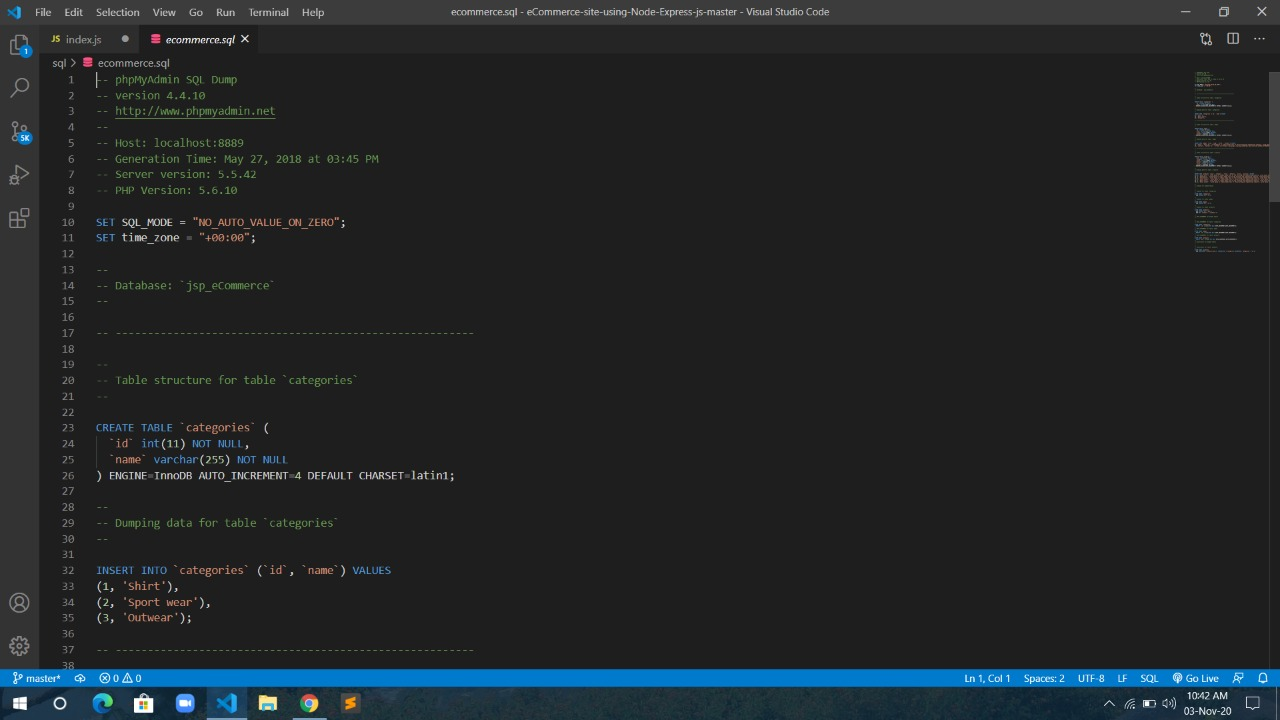 File Edit Selection View Go Run Terminal Help
ecommerce.sql - eCommerce-site-using-Node-Express-js-master - Visual Studio Code
JS index.js
ecommerce.sql
sql > ecommerce.sql
1 -- phpMyAdmin SQL Dump
2 -- version 4.4.10
3 -- http://www.phpmyadmin.net
4 --
5 -- Host: localhost:8889
6 -- Generation Time: May 27, 2018 at 03:45 PM
7 -- Server version: 5.5.42
8 -- PHP Version: 5.6.10
9
10 SET SQL_MODE = "NO_AUTO_VALUE_ON_ZERO";
11 SET time_zone = "+00:00";
12
13 --
14 -- Database: `jsp_eCommerce`
15 --
16
17 -- --------------------------------------------------------
18
19 --
20 -- Table structure for table `categories`
21 --
22
23 CREATE TABLE `categories` (
24 `id` int(11) NOT NULL,
25 `name` varchar(255) NOT NULL
26 ) ENGINE=InnoDB AUTO_INCREMENT=4 DEFAULT CHARSET=latin1;
27
28 --
29 -- Dumping data for table `categories`
30 --
31
32 INSERT INTO `categories` (`id`, `name`) VALUES
33 (1, 'Shirt'),
34 (2, 'Sport wear'),
35 (3, 'Outwear');
36
37 -- --------------------------------------------------------
38
1
5K
master* 0 0
Ln 1, Col 1 Spaces: 2 UTF-8 LF SQL Go Live
10:42 AM
03-Nov-20